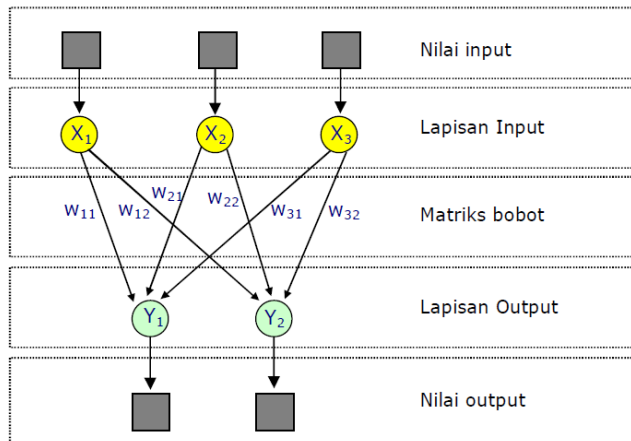 Nilai input
X₁ X₂ X₃ Lapisan Input
W₁₁ W₁₂ W₂₁ W₂₂ W₃₁ W₃₂ Matriks bobot
Y₁ Y₂ Lapisan Output
Nilai output